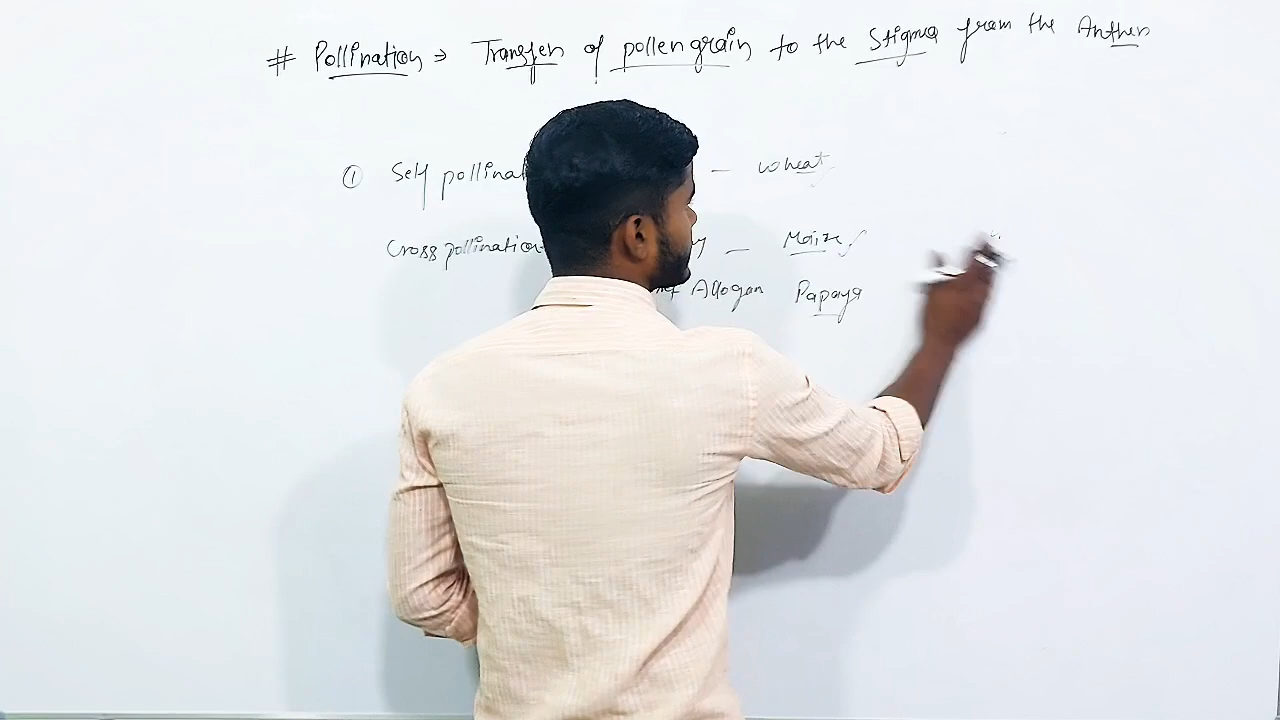 # Pollination → Transfer of pollengrain to the Stigma from the Anther
① Self pollinat — wheat
Cross pollination y — Maize
Allogan Papaya